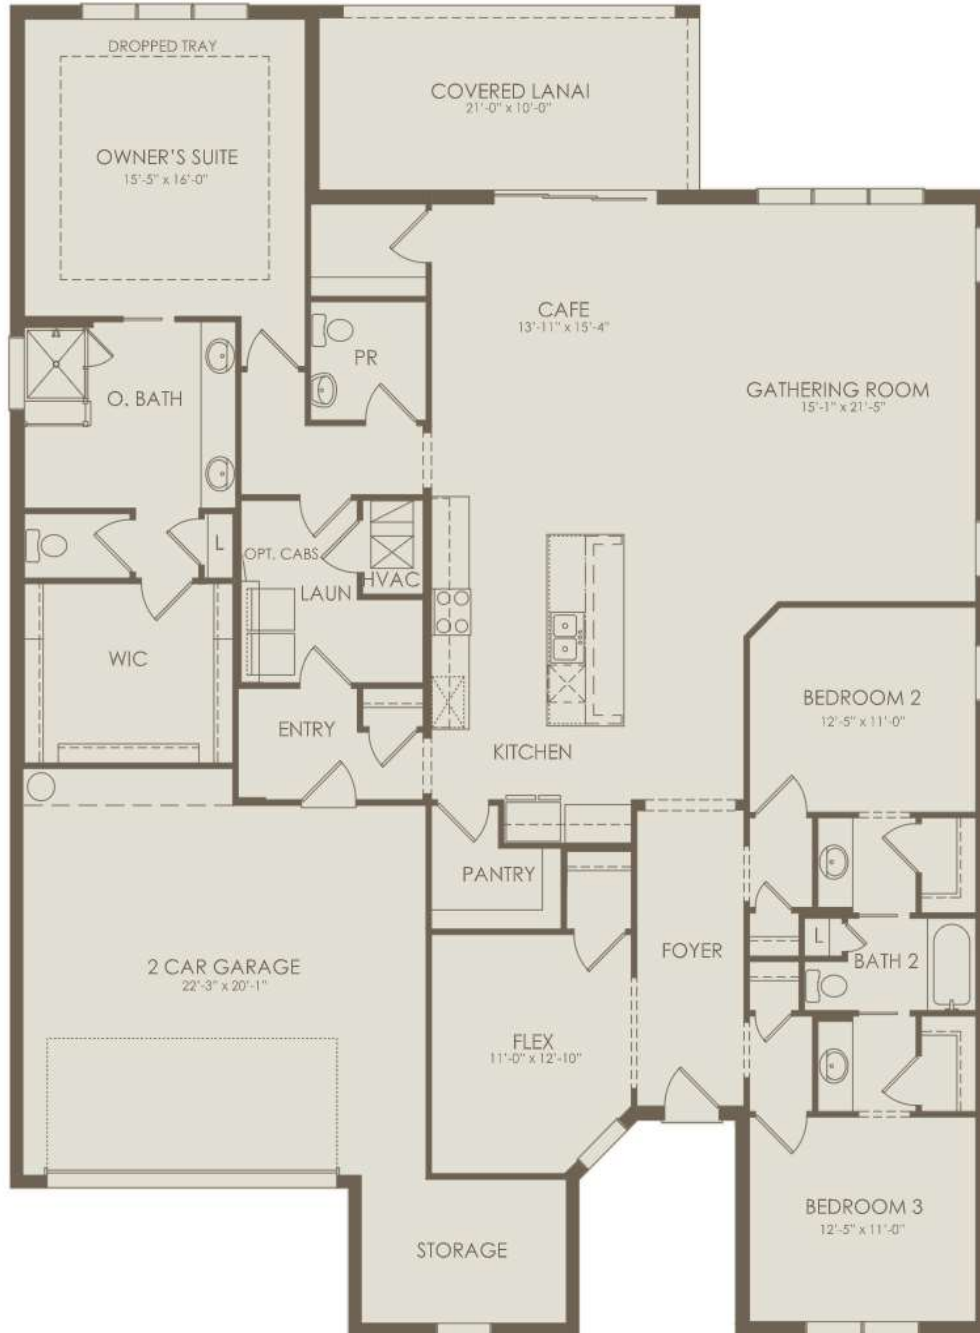 DROPPED TRAY
COVERED LANAI
21'-0" x 10'-0"
OWNER'S SUITE
15'-5" x 16'-0"
CAFE
13'-11" x 15'-4"
PR
GATHERING ROOM
15'-1" x 21'-5"
O. BATH
L
OPT. CABS
HVAC
LAUN
WIC
BEDROOM 2
12'-5" x 11'-0"
ENTRY
KITCHEN
PANTRY
L
FOYER
BATH 2
2 CAR GARAGE
22'-3" x 20'-1"
FLEX
11'-0" x 12'-10"
BEDROOM 3
12'-5" x 11'-0"
STORAGE